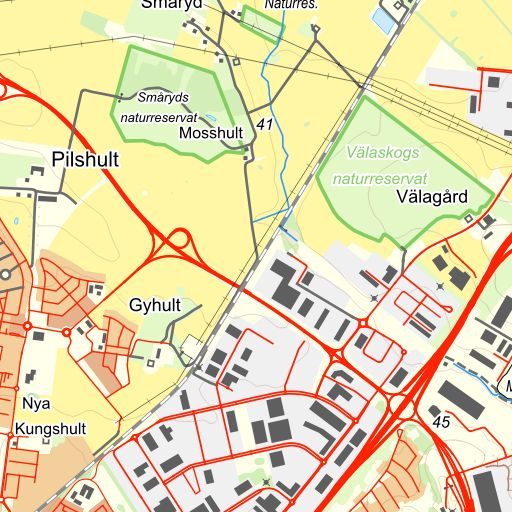 Småryd
Naturres.
Småryds
naturreservat
Mosshult
41
Pilshult
Välaskogs
naturreservat
Välagård
Gyhult
Nya
Kungshult
45